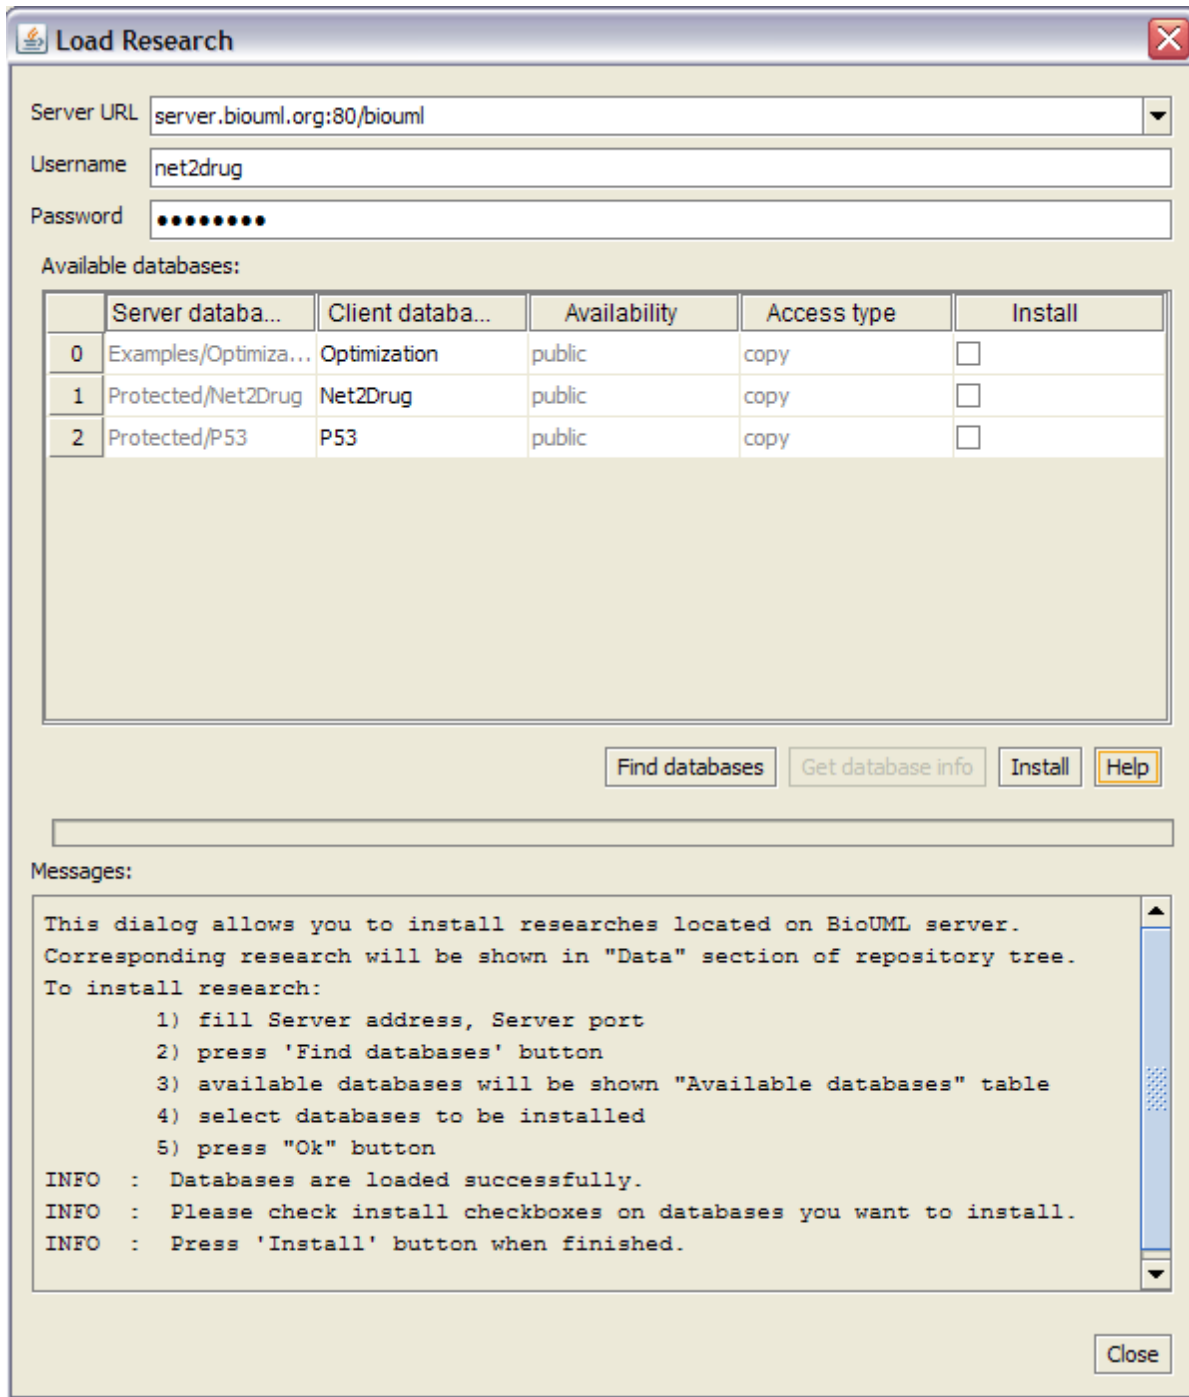 Load Research
Server URL server.biouml.org:80/biouml
Username net2drug
Password ••••••••
Available databases:
Server databa... Client databa... Availability Access type Install
0 Examples/Optimiza... Optimization public copy
1 Protected/Net2Drug Net2Drug public copy
2 Protected/P53 P53 public copy
Find databases Get database info Install Help
Messages:
This dialog allows you to install researches located on BioUML server.
Corresponding research will be shown in "Data" section of repository tree.
To install research:
1) fill Server address, Server port
2) press 'Find databases' button
3) available databases will be shown "Available databases" table
4) select databases to be installed
5) press "Ok" button
INFO : Databases are loaded successfully.
INFO : Please check install checkboxes on databases you want to install.
INFO : Press 'Install' button when finished.
Close